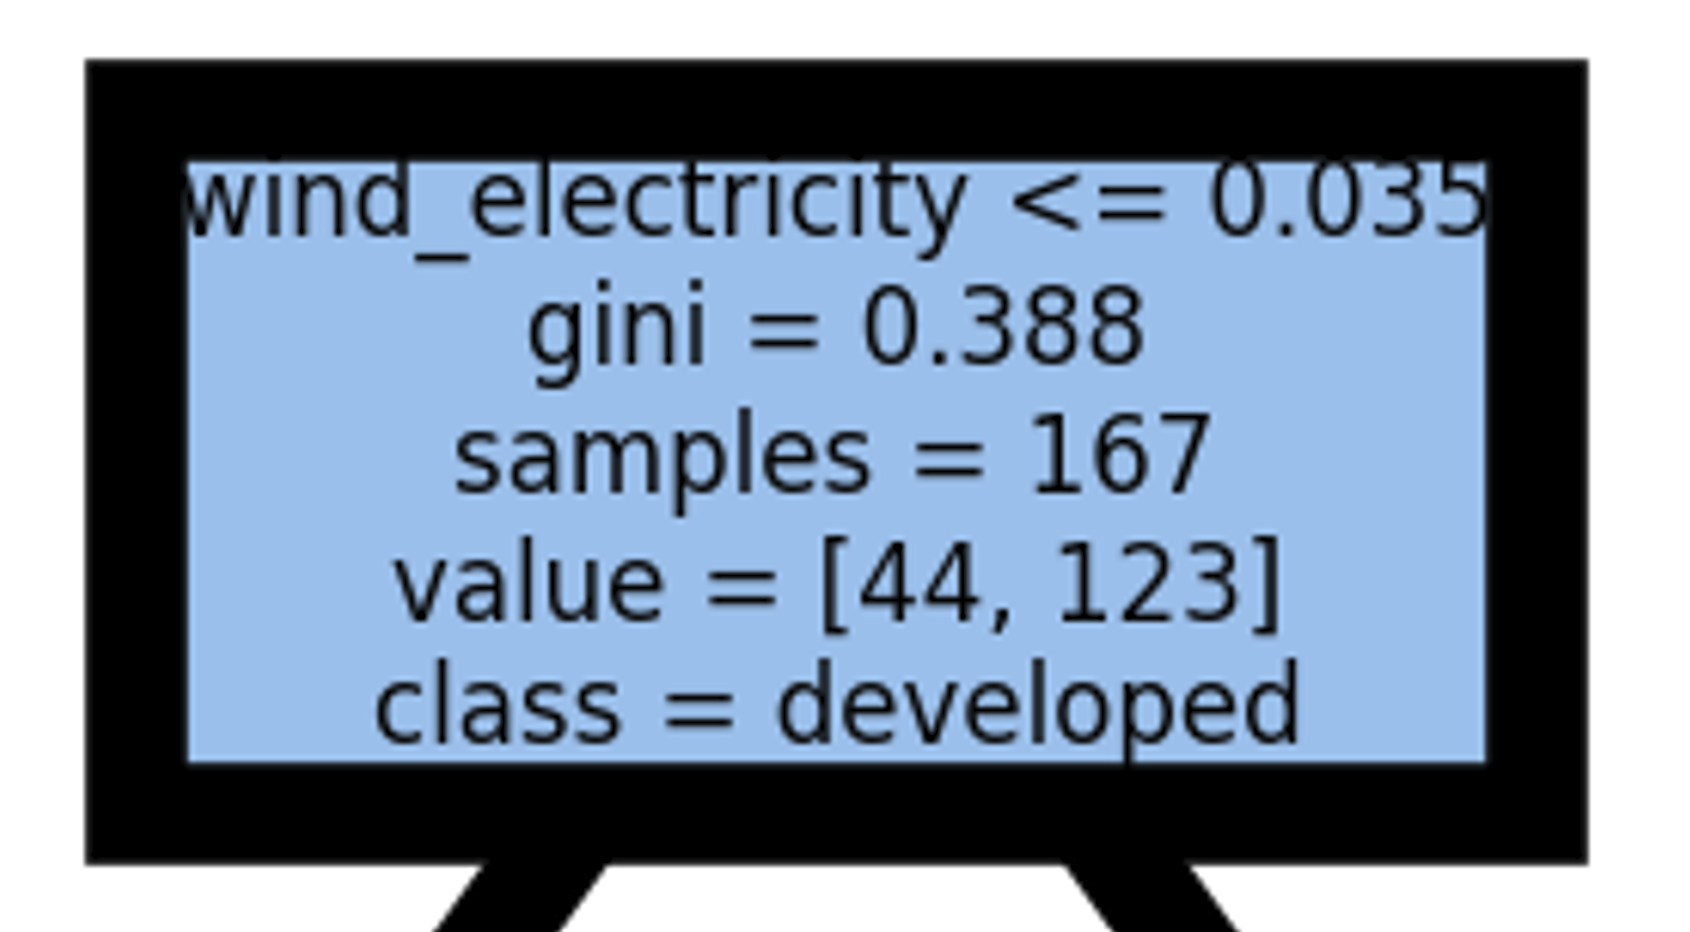 wind_electricity <= 0.035
gini = 0.388
samples = 167
value = [44, 123]
class = developed